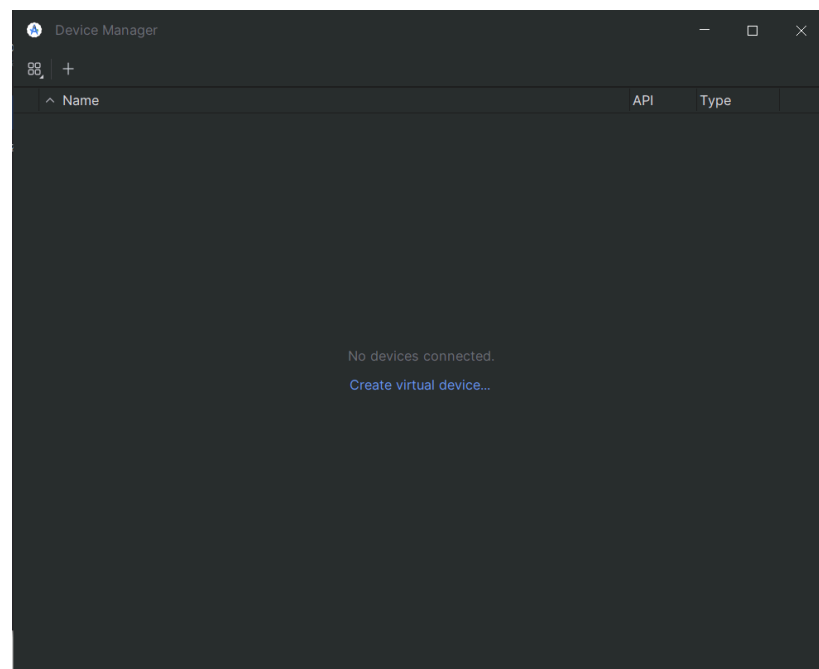 Device Manager
Name API Type
No devices connected.
Create virtual device...